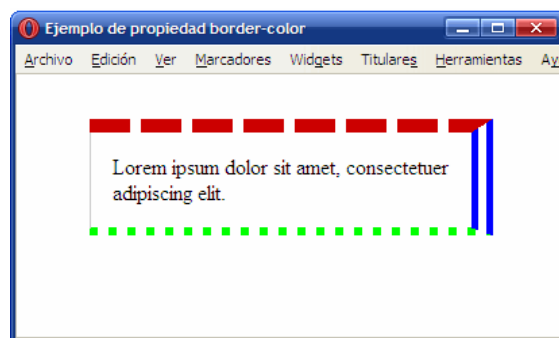 Ejemplo de propiedad border-color
Archivo Edición Ver Marcadores Widgets Titulares Herramientas
Lorem ipsum dolor sit amet, consectetuer
adipiscing elit.